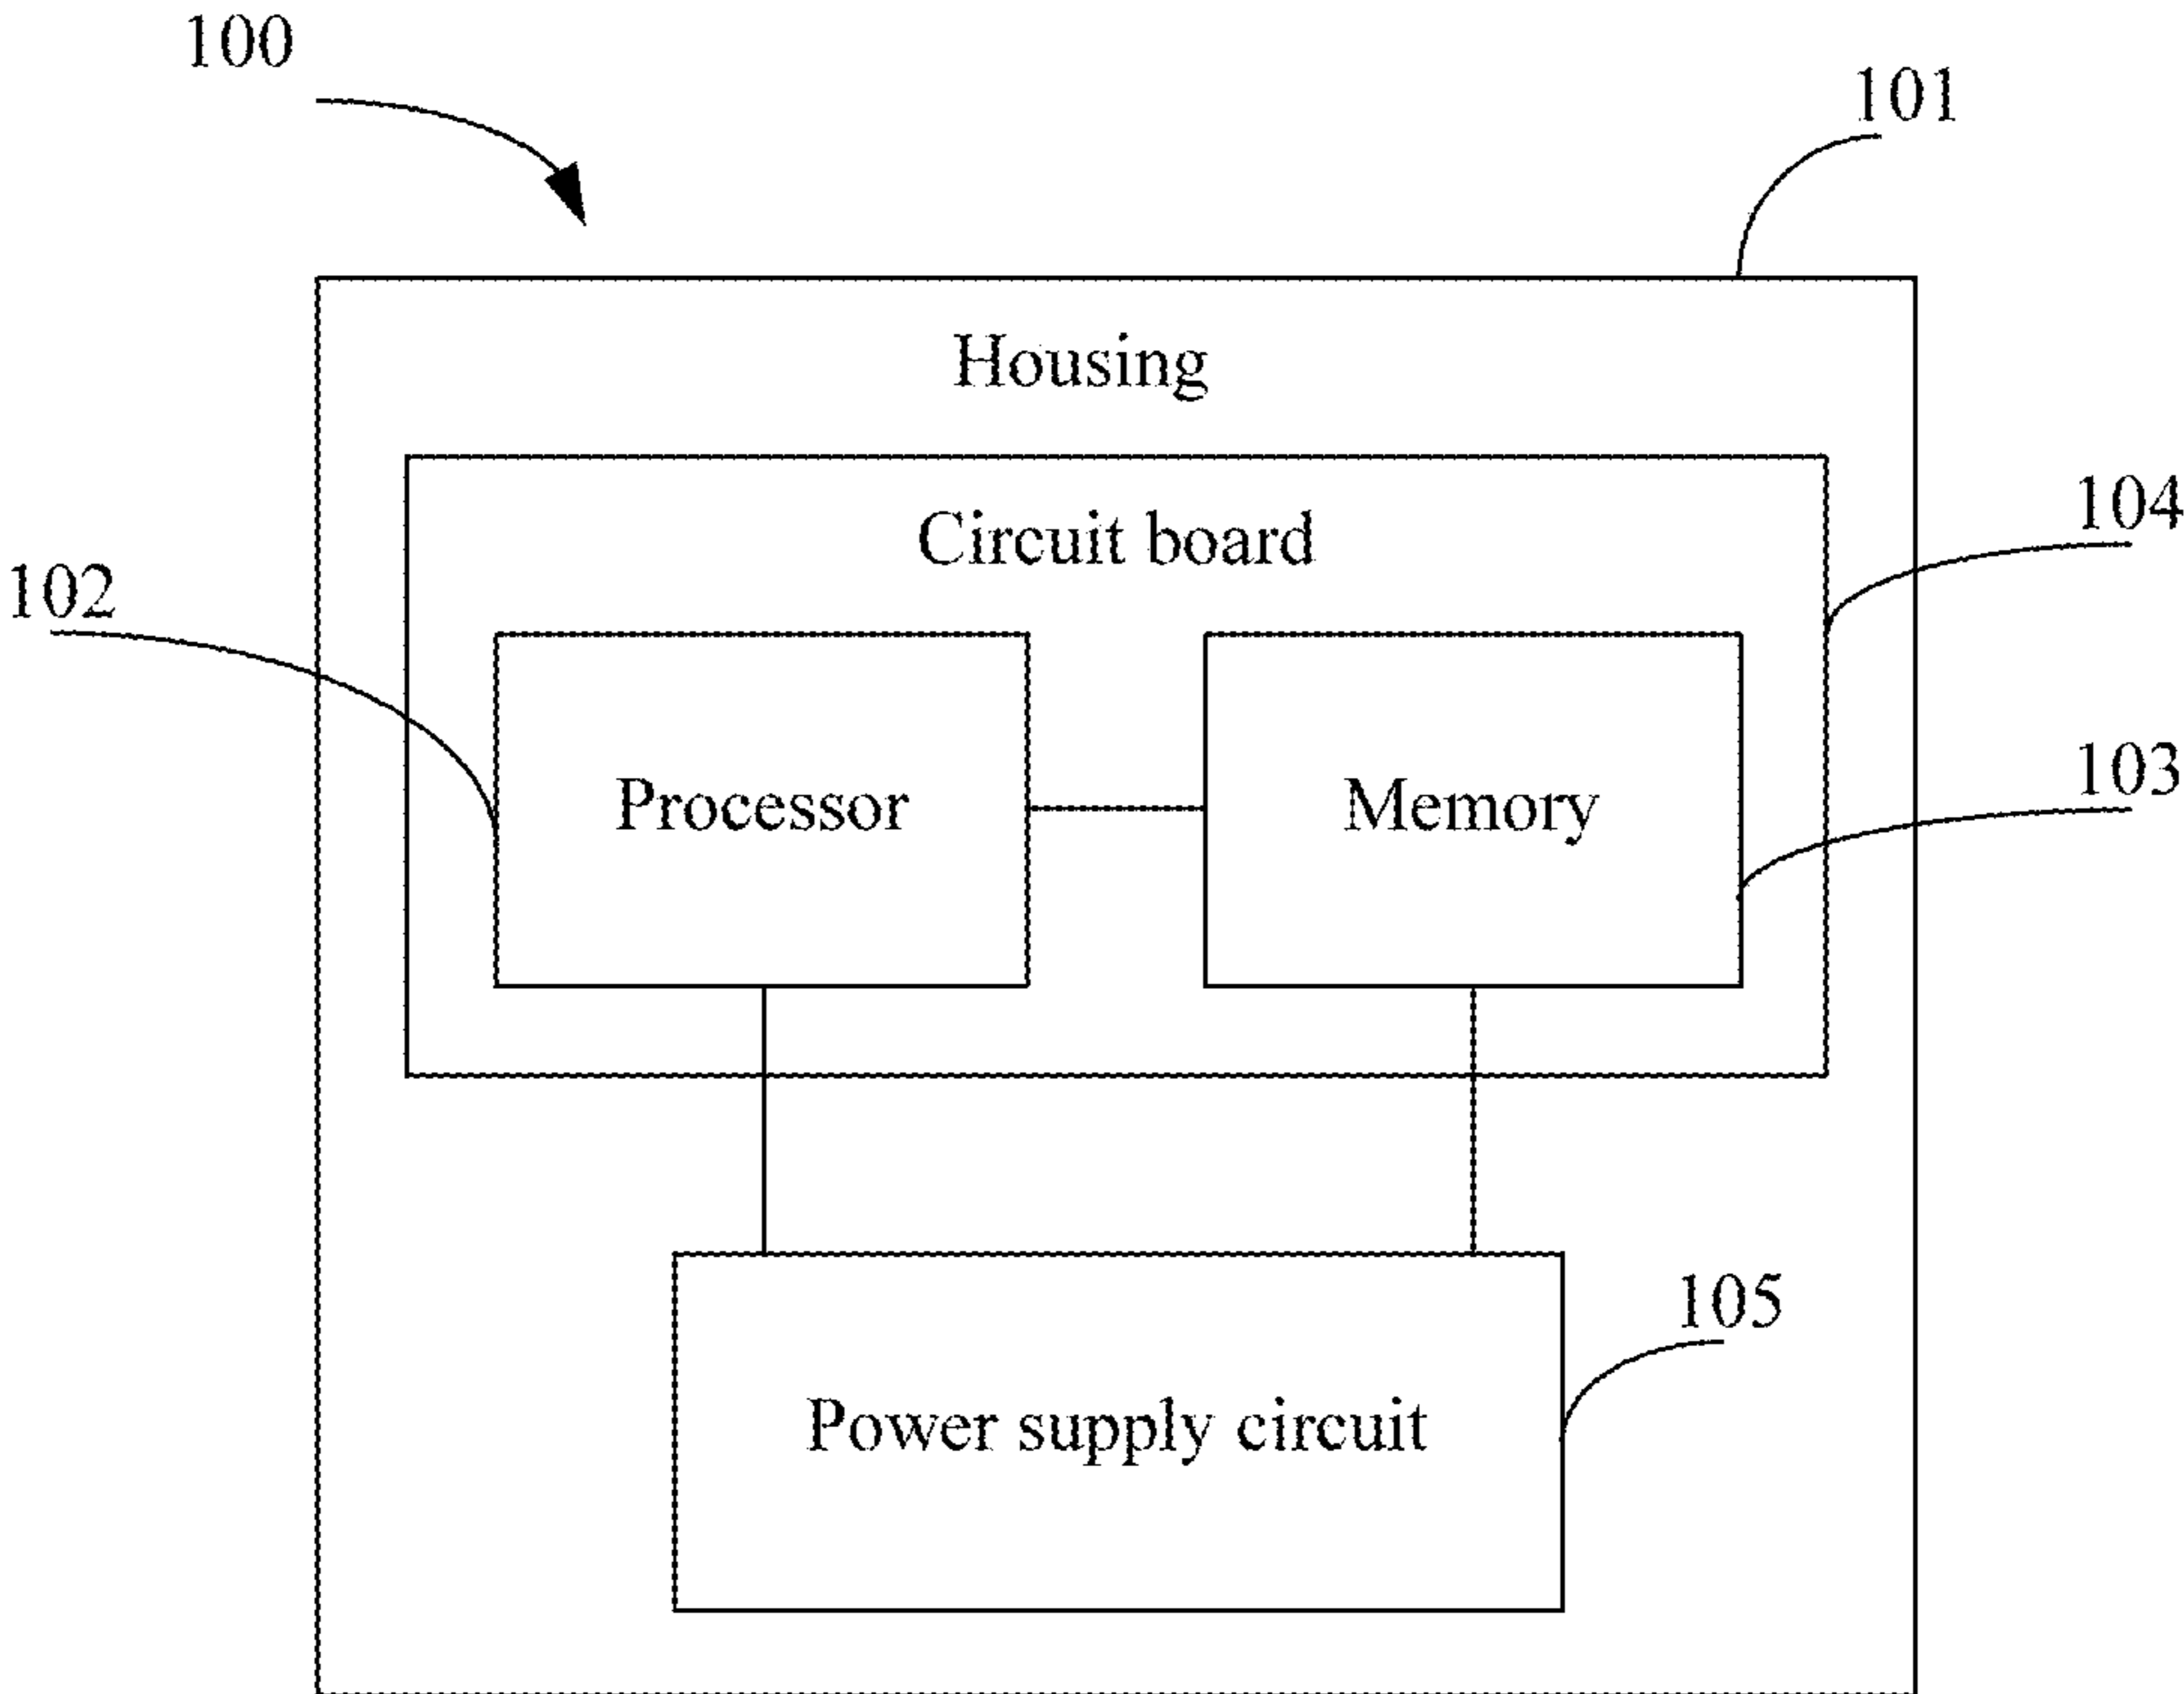 100
101
Housing
104
Circuit board
102
103
Processor
Memory
105
Power supply circuit